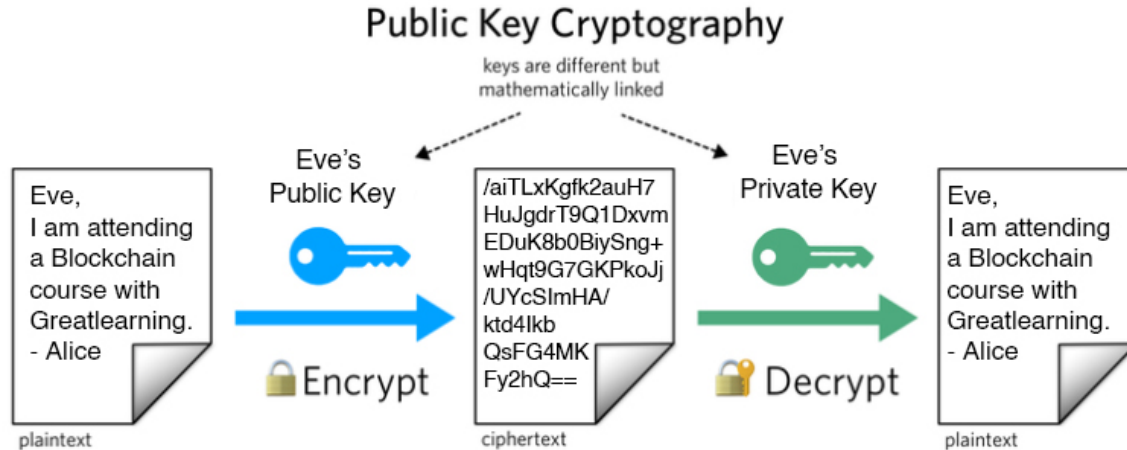 Public Key Cryptography
keys are different but
mathematically linked
Eve,
I am attending
a Blockchain
course with
Greatlearning.
- Alice
plaintext
Eve's
Public Key
Encrypt
/aiTLxKgfk2auH7
HuJgdrT9Q1Dxvm
EDuK8b0BiySng+
wHqt9G7GKPkoJj
/UYcSImHA/
ktd4Ikb
QsFG4MK
Fy2hQ==
ciphertext
Eve's
Private Key
Decrypt
Eve,
I am attending
a Blockchain
course with
Greatlearning.
- Alice
plaintext